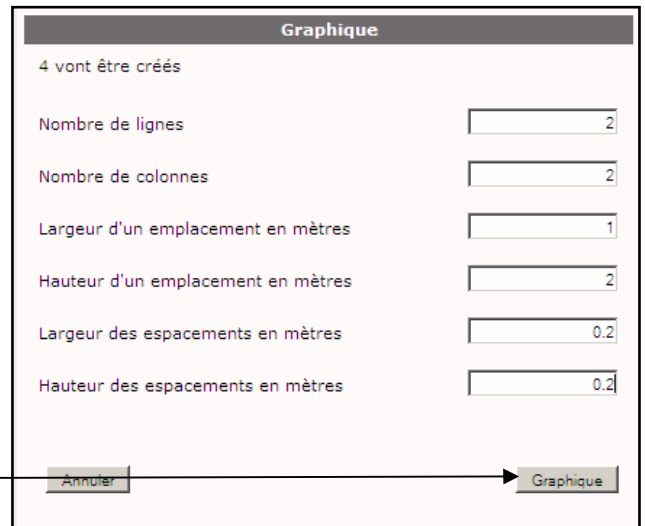 Graphique
4 vont être créés
Nombre de lignes 2
Nombre de colonnes 2
Largeur d'un emplacement en mètres 1
Hauteur d'un emplacement en mètres 2
Largeur des espacements en mètres 0.2
Hauteur des espacements en mètres 0.2
Annuler Graphique